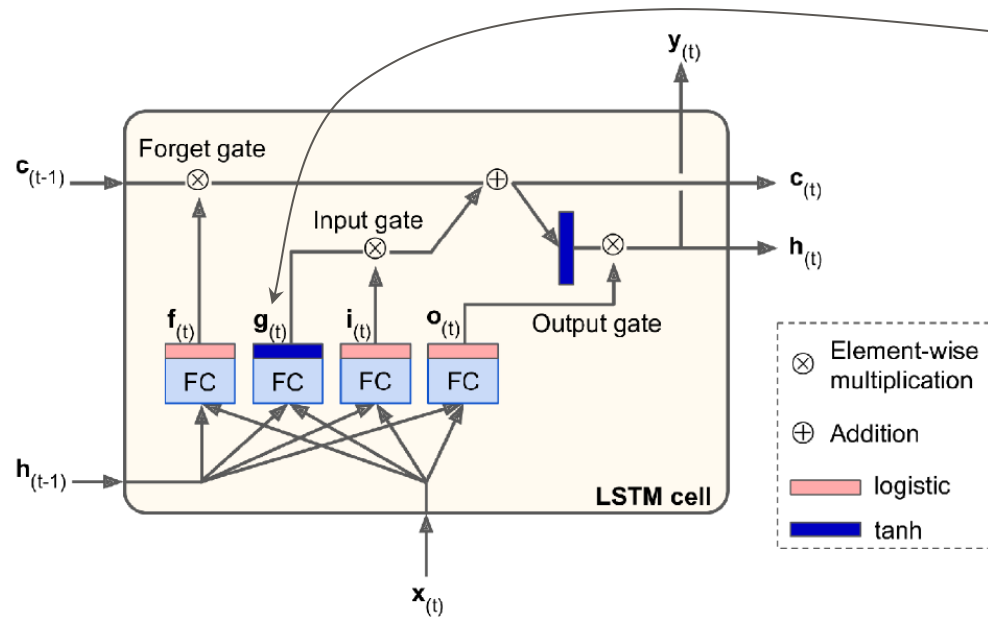 y(t)
Forget gate
c(t-1)
c(t)
Input gate
h(t)
f(t) g(t) i(t) o(t)
Output gate
FC FC FC FC
h(t-1)
LSTM cell
x(t)
Element-wise
multiplication
Addition
logistic
tanh